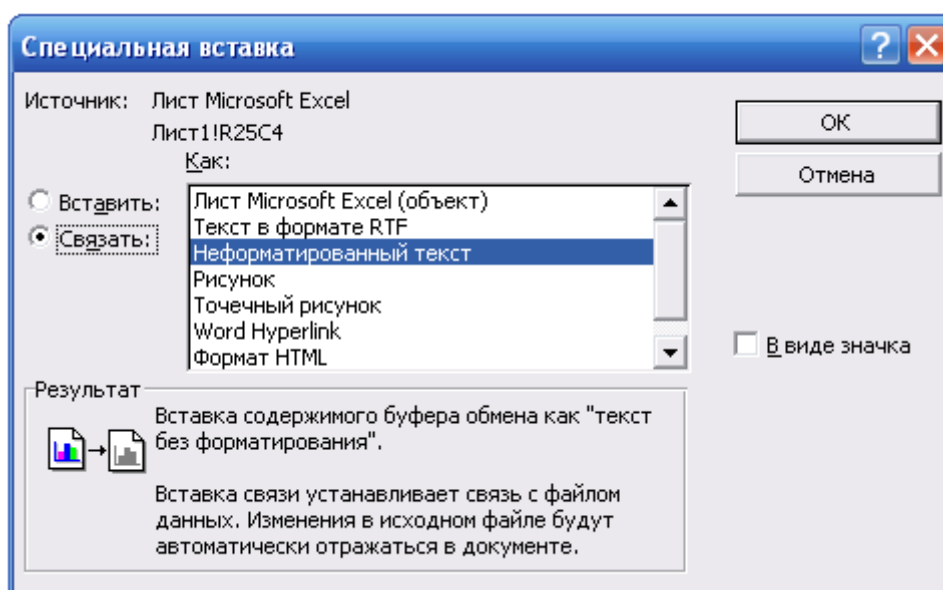 Специальная вставка
Источник: Лист Microsoft Excel
Лист1!R25C4
Как:
Вставить:
Связать:
Лист Microsoft Excel (объект)
Текст в формате RTF
Неформатированный текст
Рисунок
Точечный рисунок
Word Hyperlink
Формат HTML
ОК
Отмена
В виде значка
Результат
Вставка содержимого буфера обмена как "текст
без форматирования".
Вставка связи устанавливает связь с файлом
данных. Изменения в исходном файле будут
автоматически отражаться в документе.